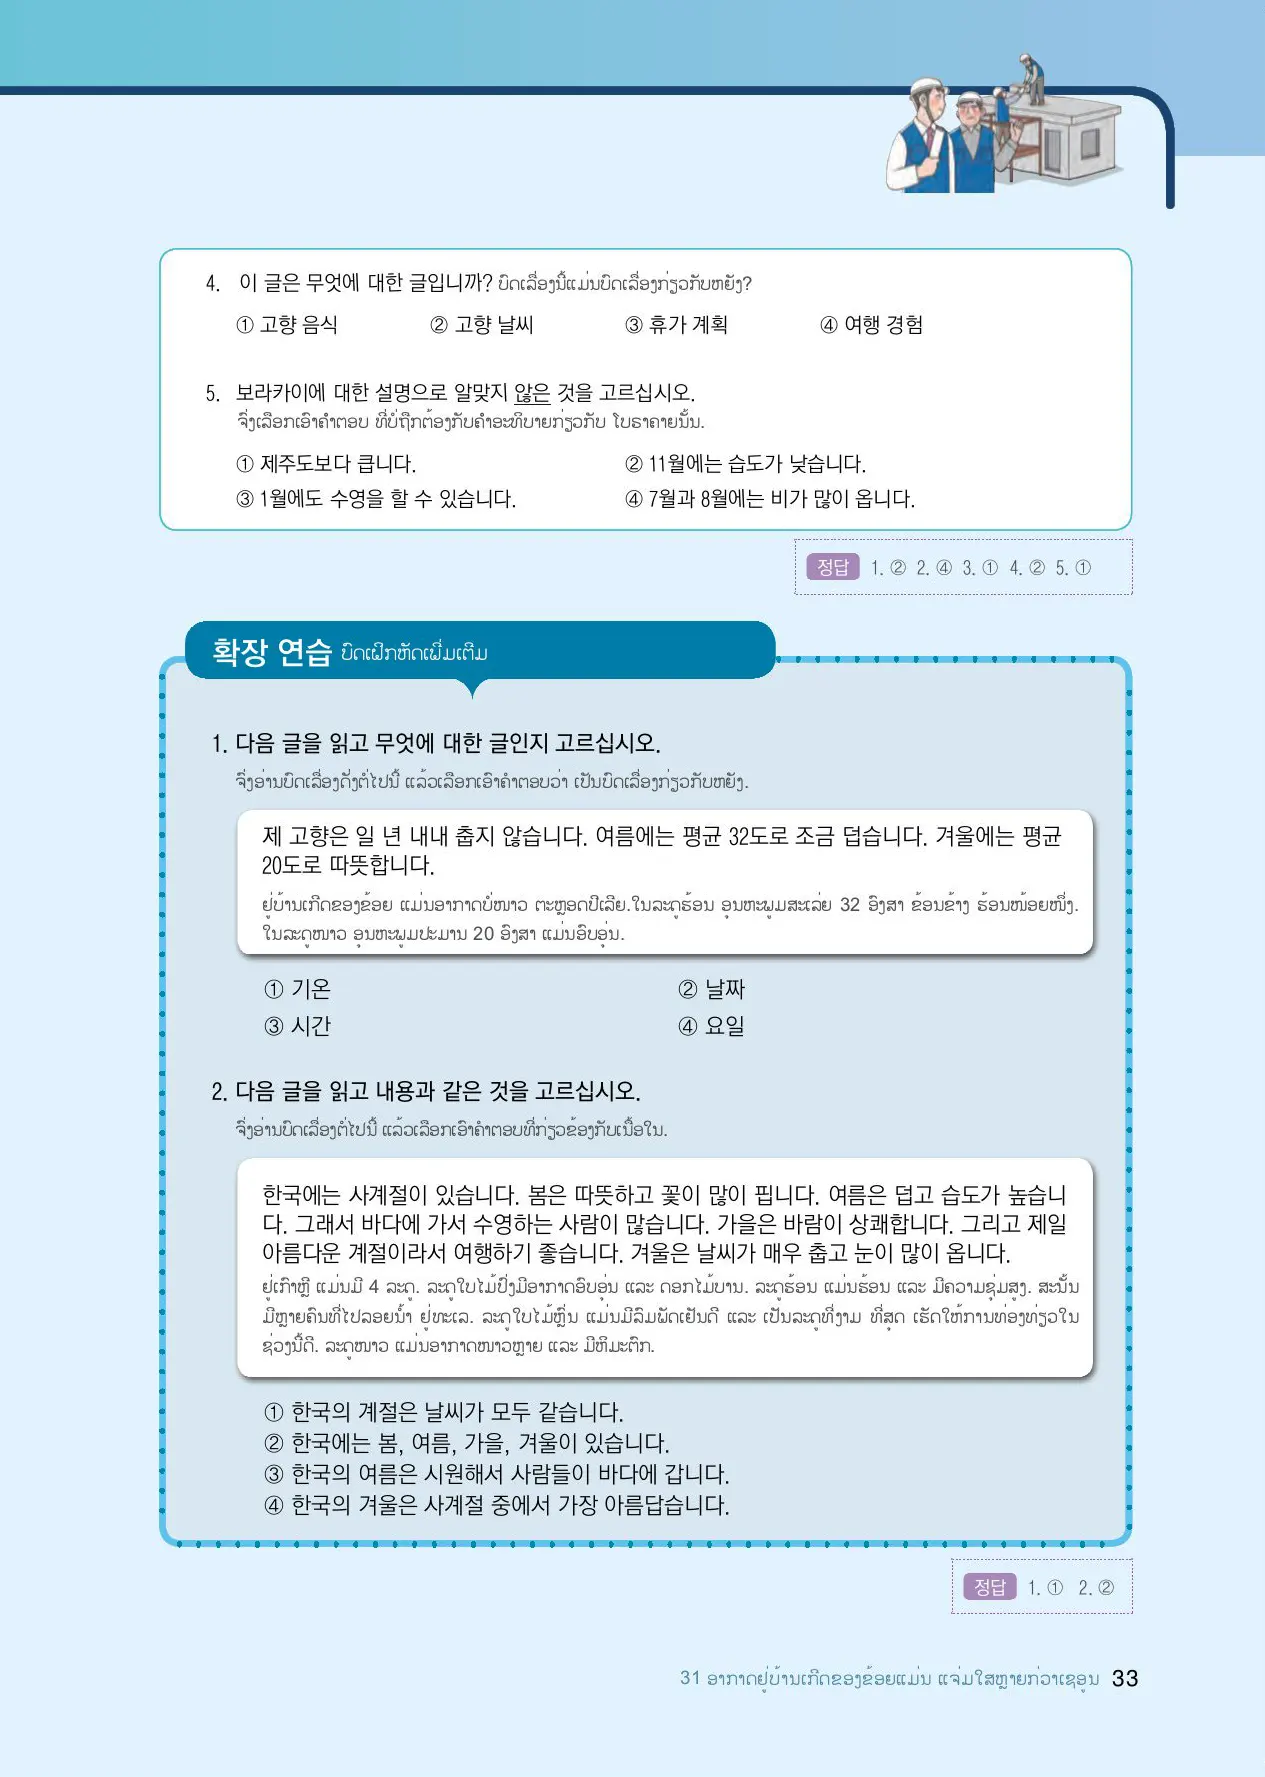 4. 이 글은 무엇에 대한 글입니까? ບົດເລື່ອງນີ້ແມ່ນບົດເລື່ອງກ່ຽວກັບຫຍັງ?
① 고향 음식 ② 고향 날씨 ③ 휴가 계획 ④ 여행 경험
5. 보라카이에 대한 설명으로 알맞지 않은 것을 고르십시오.
ຈົ່ງເລືອກເອົາຄຳຕອບ ທີ່ບໍ່ຖືກຕ້ອງກັບຄຳອະທິບາຍກ່ຽວກັບ ໂບຣາຄາຍນັ້ນ.
① 제주도보다 큽니다. ② 11월에는 습도가 낮습니다.
③ 1월에도 수영을 할 수 있습니다. ④ 7월과 8월에는 비가 많이 옵니다.
정답 1. ② 2. ④ 3. ① 4. ② 5. ①
확장 연습 ບົດເຝິກຫັດເພີ່ມເຕີມ
1. 다음 글을 읽고 무엇에 대한 글인지 고르십시오.
ຈົ່ງອ່ານບົດເລື່ອງດັ່ງຕໍ່ໄປນີ້ ແລ້ວເລືອກເອົາຄຳຕອບວ່າ ເປັນບົດເລື່ອງກ່ຽວກັບຫຍັງ.
제 고향은 일 년 내내 춥지 않습니다. 여름에는 평균 32도로 조금 덥습니다. 겨울에는 평균
20도로 따뜻합니다.
ຢູ່ບ້ານເກີດຂອງຂ້ອຍ ແມ່ນອາກາດບໍ່ໜາວ ຕະຫຼອດປີເລີຍ.ໃນລະດູຮ້ອນ ອຸນຫະພູມສະເລ່ຍ 32 ອົງສາ ຂ້ອນຂ້າງ ຮ້ອນໜ້ອຍໜຶ່ງ.
ໃນລະດູໜາວ ອຸນຫະພູມປະມານ 20 ອົງສາ ແມ່ນອົບອຸ່ນ.
① 기온 ② 날짜
③ 시간 ④ 요일
2. 다음 글을 읽고 내용과 같은 것을 고르십시오.
ຈົ່ງອ່ານບົດເລື່ອງຕໍ່ໄປນີ້ ແລ້ວເລືອກເອົາຄຳຕອບທີ່ກ່ຽວຂ້ອງກັບເນື້ອໃນ.
한국에는 사계절이 있습니다. 봄은 따뜻하고 꽃이 많이 핍니다. 여름은 덥고 습도가 높습니
다. 그래서 바다에 가서 수영하는 사람이 많습니다. 가을은 바람이 상쾌합니다. 그리고 제일
아름다운 계절이라서 여행하기 좋습니다. 겨울은 날씨가 매우 춥고 눈이 많이 옵니다.
ຢູ່ເກົາຫຼີ ແມ່ນມີ 4 ລະດູ. ລະດູໃບໄມ້ປົ່ງມີອາກາດອົບອຸ່ນ ແລະ ດອກໄມ້ບານ. ລະດູຮ້ອນ ແມ່ນຮ້ອນ ແລະ ມີຄວາມຊຸ່ມສູງ. ສະນັ້ນ
ມີຫຼາຍຄົນທີ່ໄປລອຍນ້ຳ ຢູ່ທະເລ. ລະດູໃບໄມ້ຫຼົ່ນ ແມ່ນມີລົມພັດເຢັນດີ ແລະ ເປັນລະດູທີ່ງາມ ທີ່ສຸດ ເຮັດໃຫ້ການທ່ອງທ່ຽວໃນ
ຊ່ວງນີ້ດີ. ລະດູໜາວ ແມ່ນອາກາດໜາວຫຼາຍ ແລະ ມີຫິມະຕົກ.
① 한국의 계절은 날씨가 모두 같습니다.
② 한국에는 봄, 여름, 가을, 겨울이 있습니다.
③ 한국의 여름은 시원해서 사람들이 바다에 갑니다.
④ 한국의 겨울은 사계절 중에서 가장 아름답습니다.
정답 1. ① 2. ②
31 ອາກາດຢູ່ບ້ານເກີດຂອງຂ້ອຍແມ່ນ ແຈ່ມໃສຫຼາຍກ່ວາເຊອູນ 33